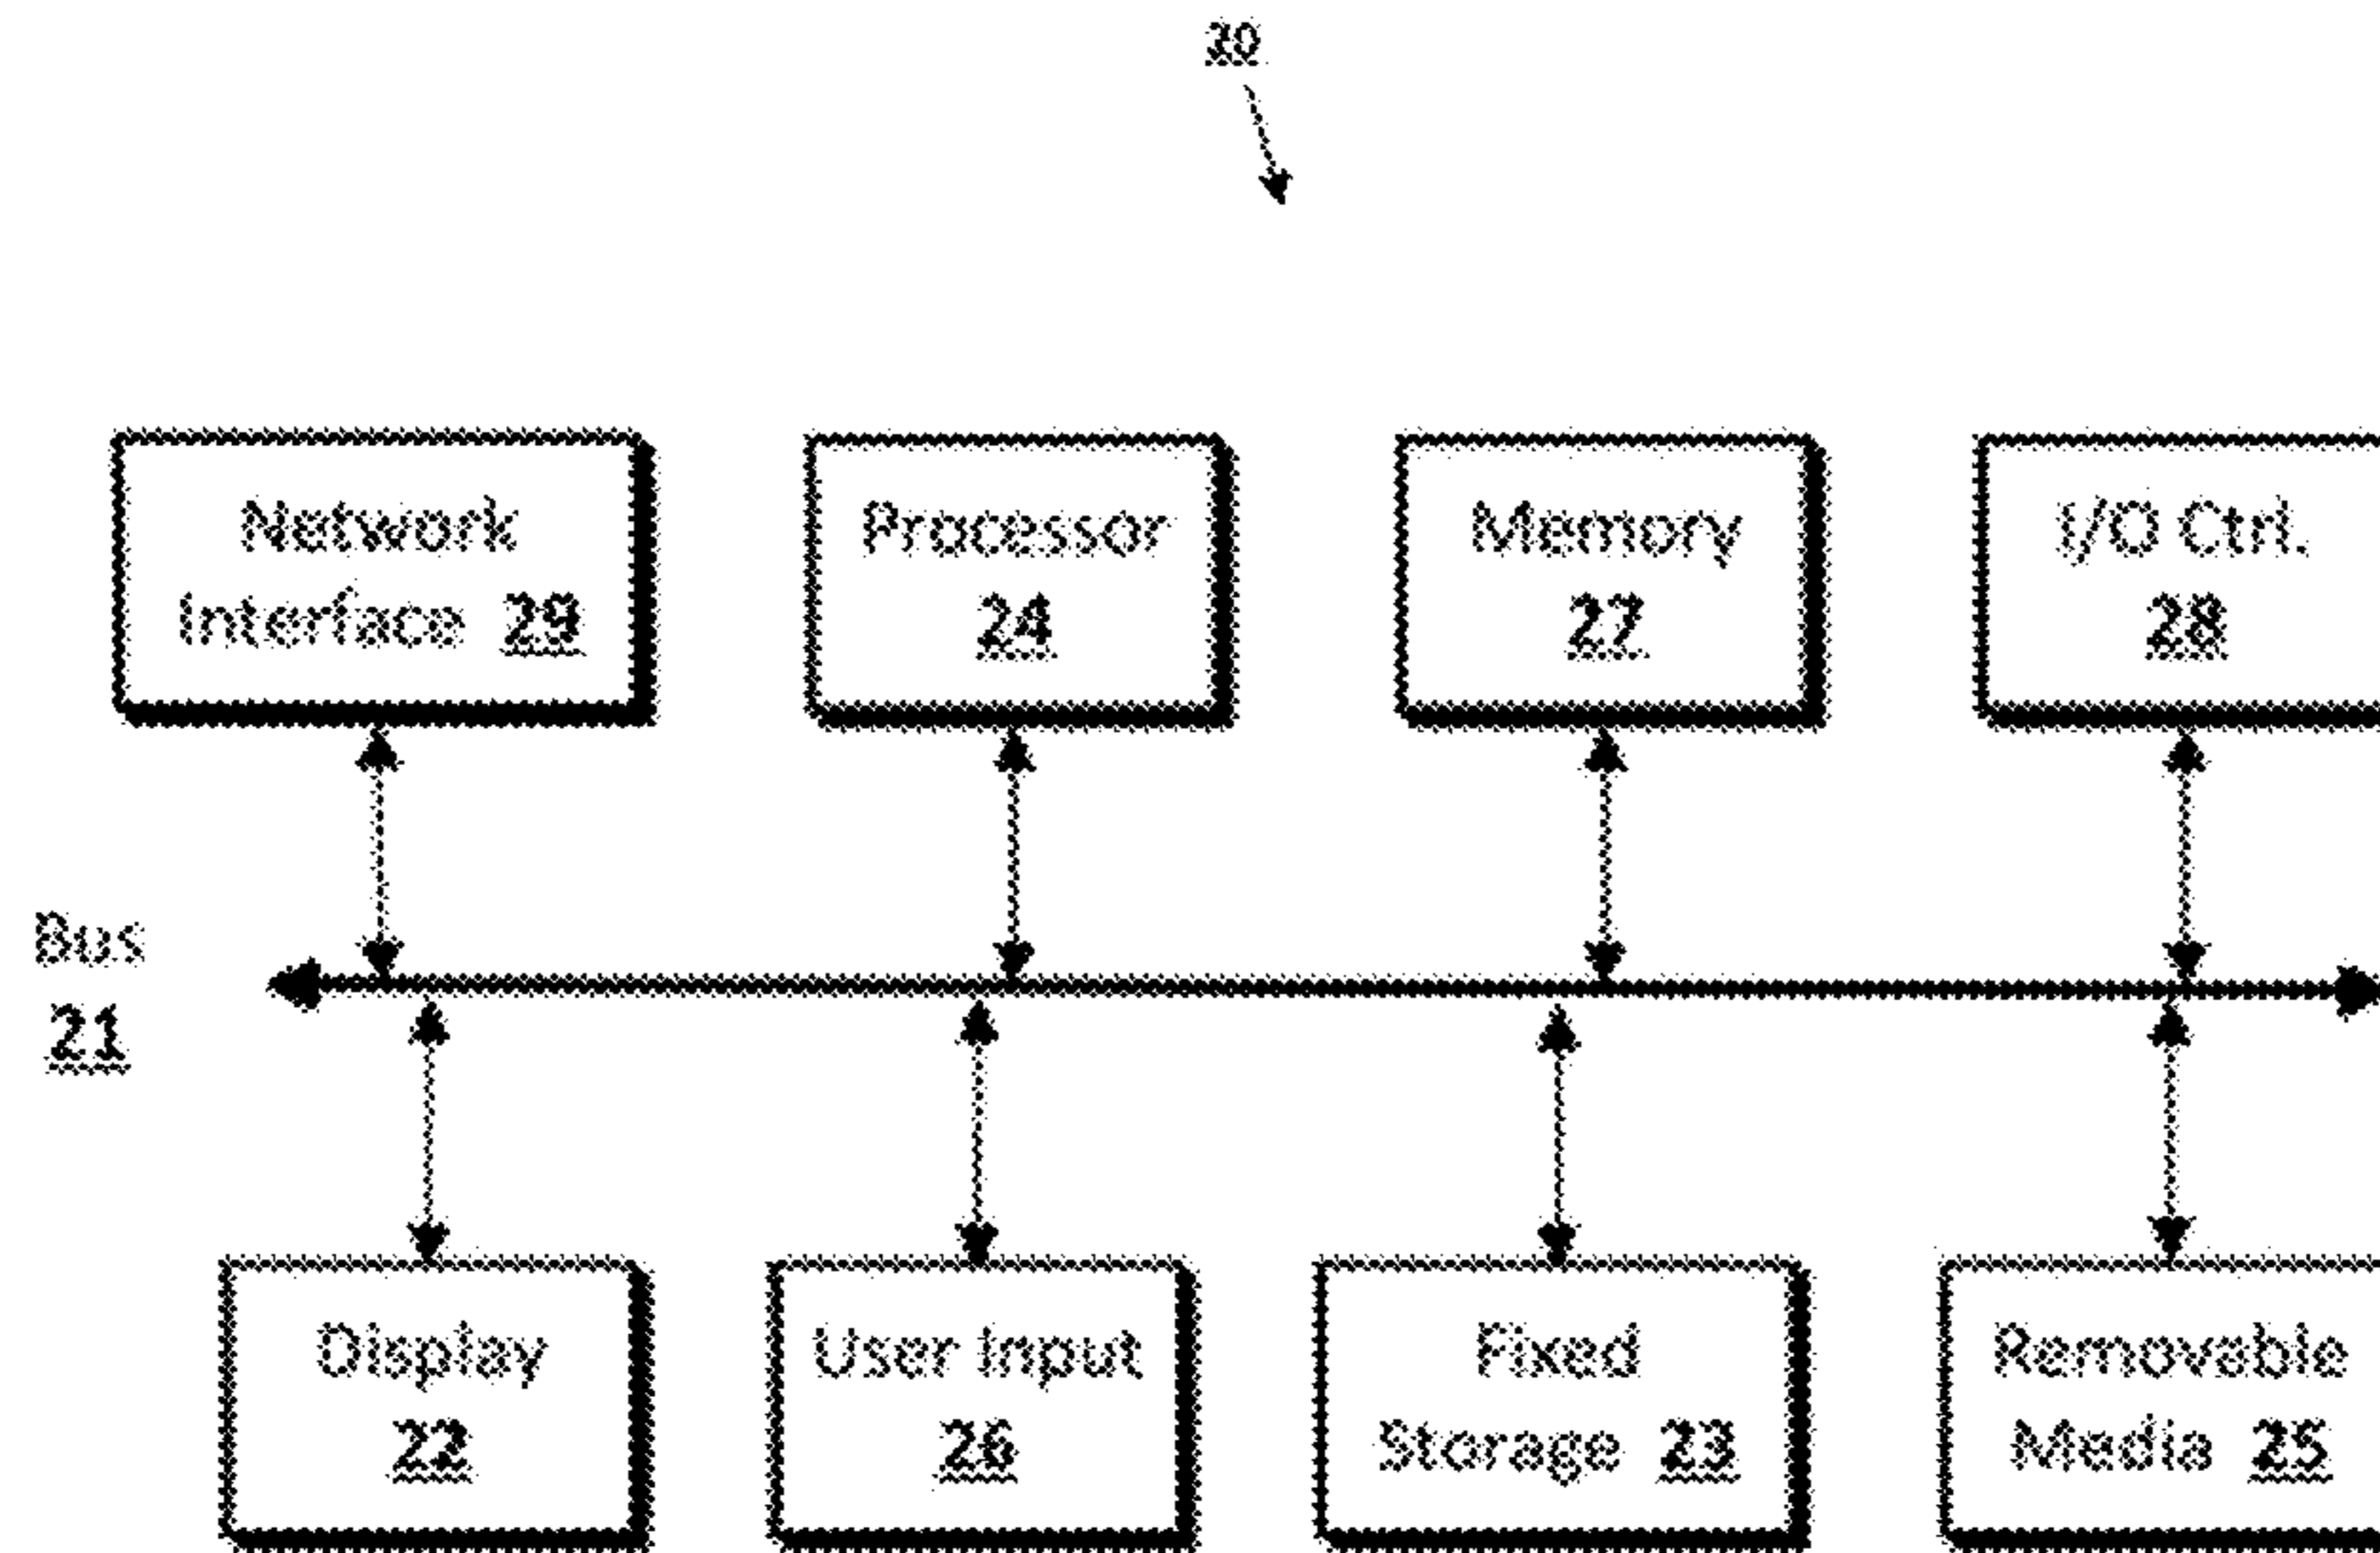 20
Network
Interface 29
Processor
24
Memory
27
I/O Ctrl.
28
Bus
21
Display
22
User Input
26
Fixed
Storage 23
Removable
Media 25